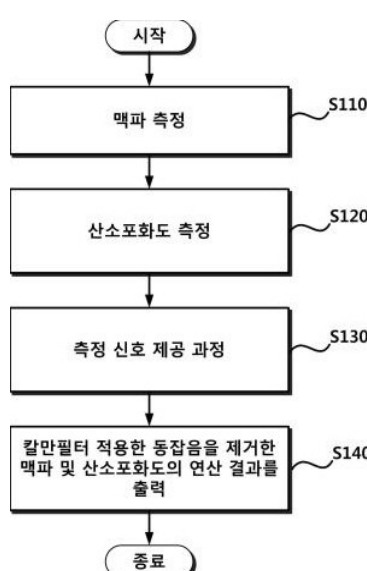 시작
맥파 측정
S110
산소포화도 측정
S120
측정 신호 제공 과정
S130
칼만필터 적용한 동잡음을 제거한
맥파 및 산소포화도의 연산 결과를
출력
S140
종료